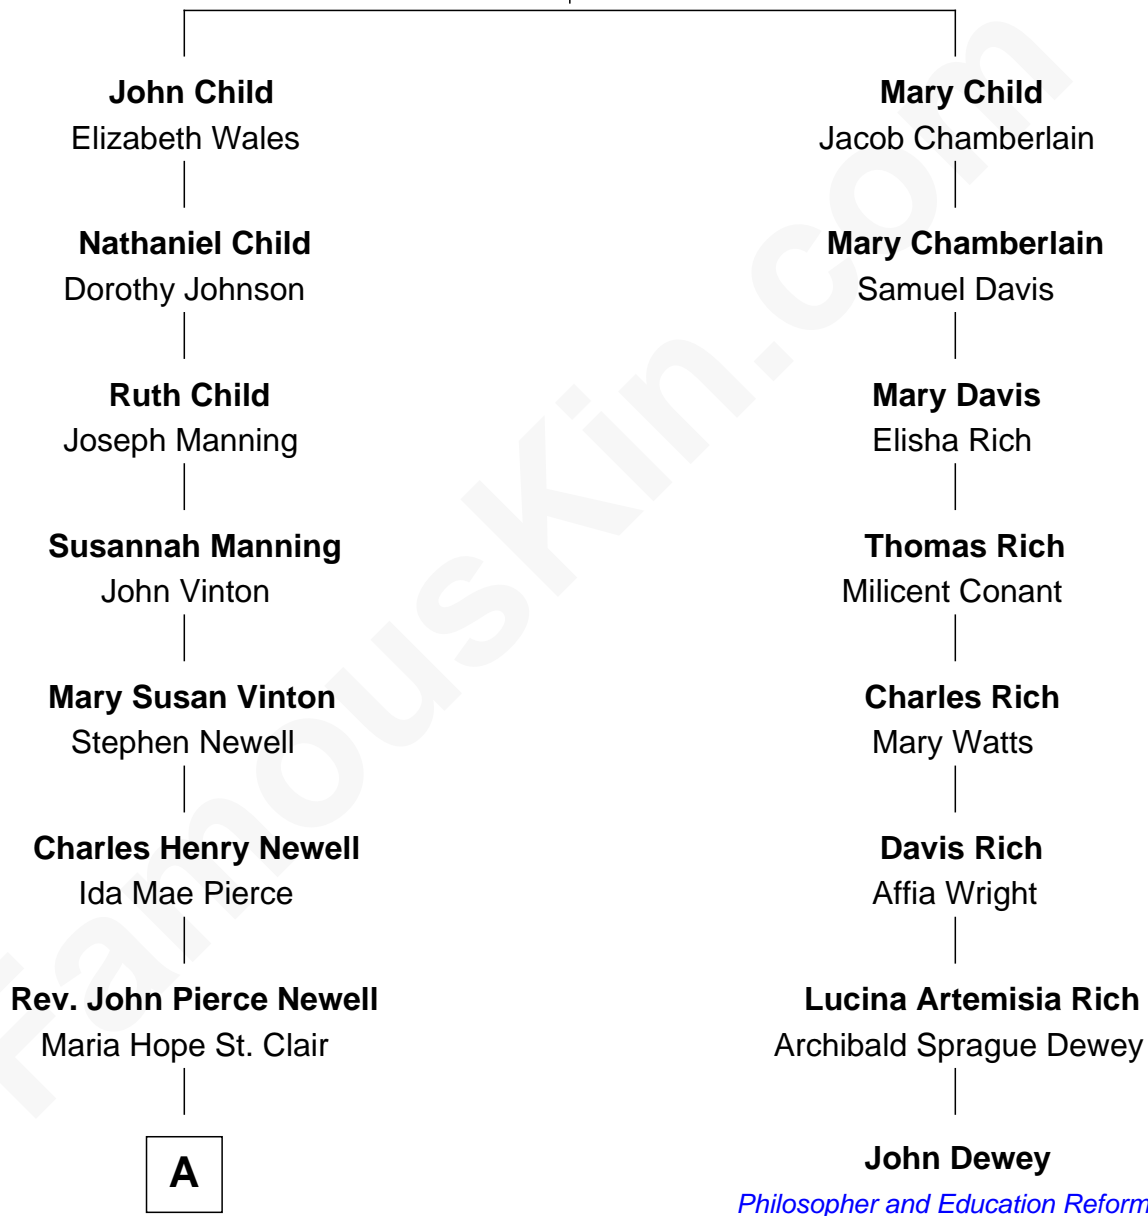 John Child
Elizabeth Wales
Nathaniel Child
Dorothy Johnson
Ruth Child
Joseph Manning
Susannah Manning
John Vinton
Mary Susan Vinton
Stephen Newell
Charles Henry Newell
Ida Mae Pierce
Rev. John Pierce Newell
Maria Hope St. Clair
A
Mary Child
Jacob Chamberlain
Mary Chamberlain
Samuel Davis
Mary Davis
Elisha Rich
Thomas Rich
Milicent Conant
Charles Rich
Mary Watts
Davis Rich
Affia Wright
Lucina Artemisia Rich
Archibald Sprague Dewey
John Dewey
Philosopher and Education Reform
FamousKin.com